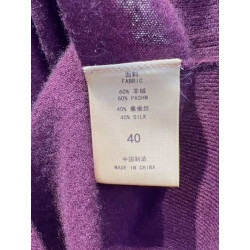 面料
FABRIC
60% 羊绒
60% PASHM
40% 桑蚕丝
40% SILK
40
中国制造
MADE IN CHINA